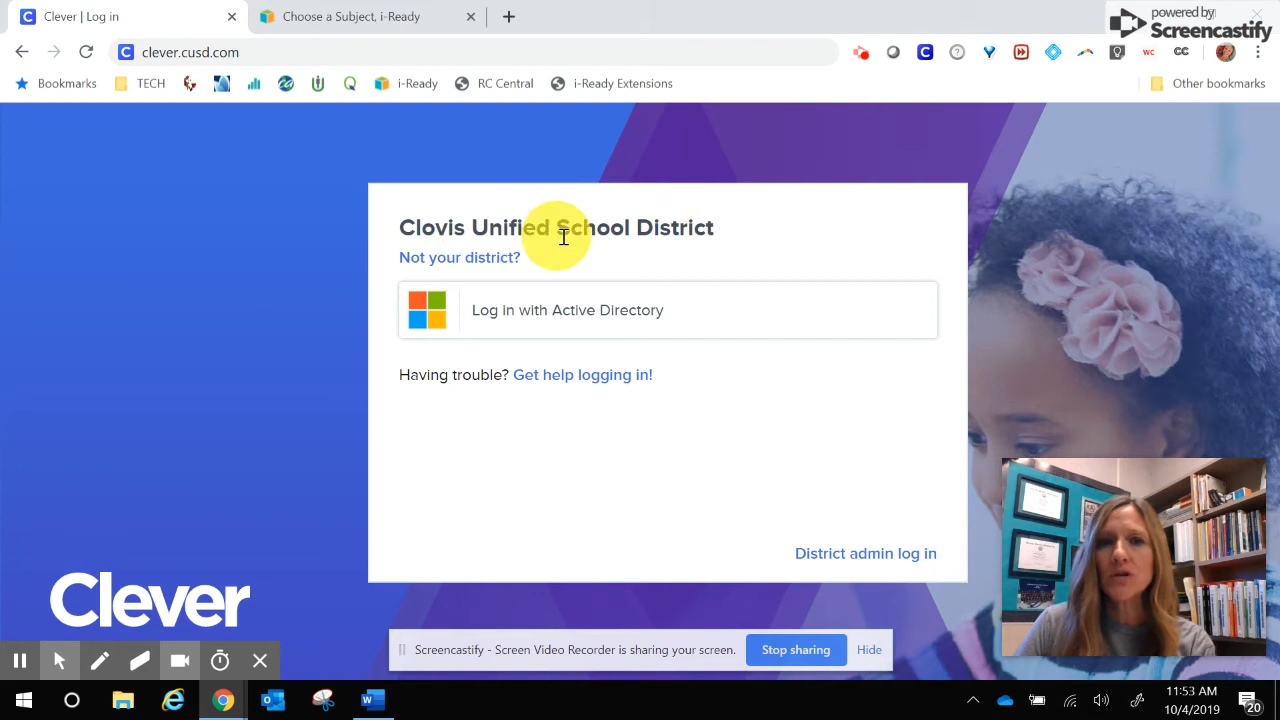 Clever | Log in
Choose a Subject, i-Ready
powered by
Screencastify
clever.cusd.com
WC
CC
Bookmarks
TECH
i-Ready
RC Central
i-Ready Extensions
Other bookmarks
Clovis Unified School District
Not your district?
Log in with Active Directory
Having trouble? Get help logging in!
District admin log in
Clever
Screencastify - Screen Video Recorder is sharing your screen.
Stop sharing
Hide
11:53 AM
10/4/2019
20